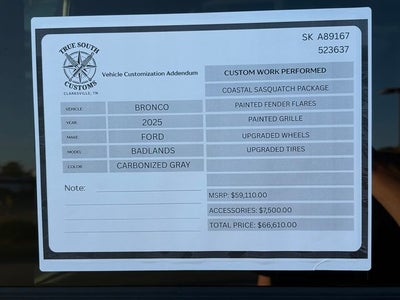 SK A89167
523637
TRUE SOUTH
CUSTOMS
CLARKSVILLE, TN
Vehicle Customization Addendum
VEHICLE BRONCO
YEAR 2025
MAKE FORD
MODEL BADLANDS
COLOR CARBONIZED GRAY
Note:
CUSTOM WORK PERFORMED
COASTAL SASQUATCH PACKAGE
PAINTED FENDER FLARES
PAINTED GRILLE
UPGRADED WHEELS
UPGRADED TIRES
MSRP: $59,110.00
ACCESSORIES: $7,500.00
TOTAL PRICE: $66,610.00